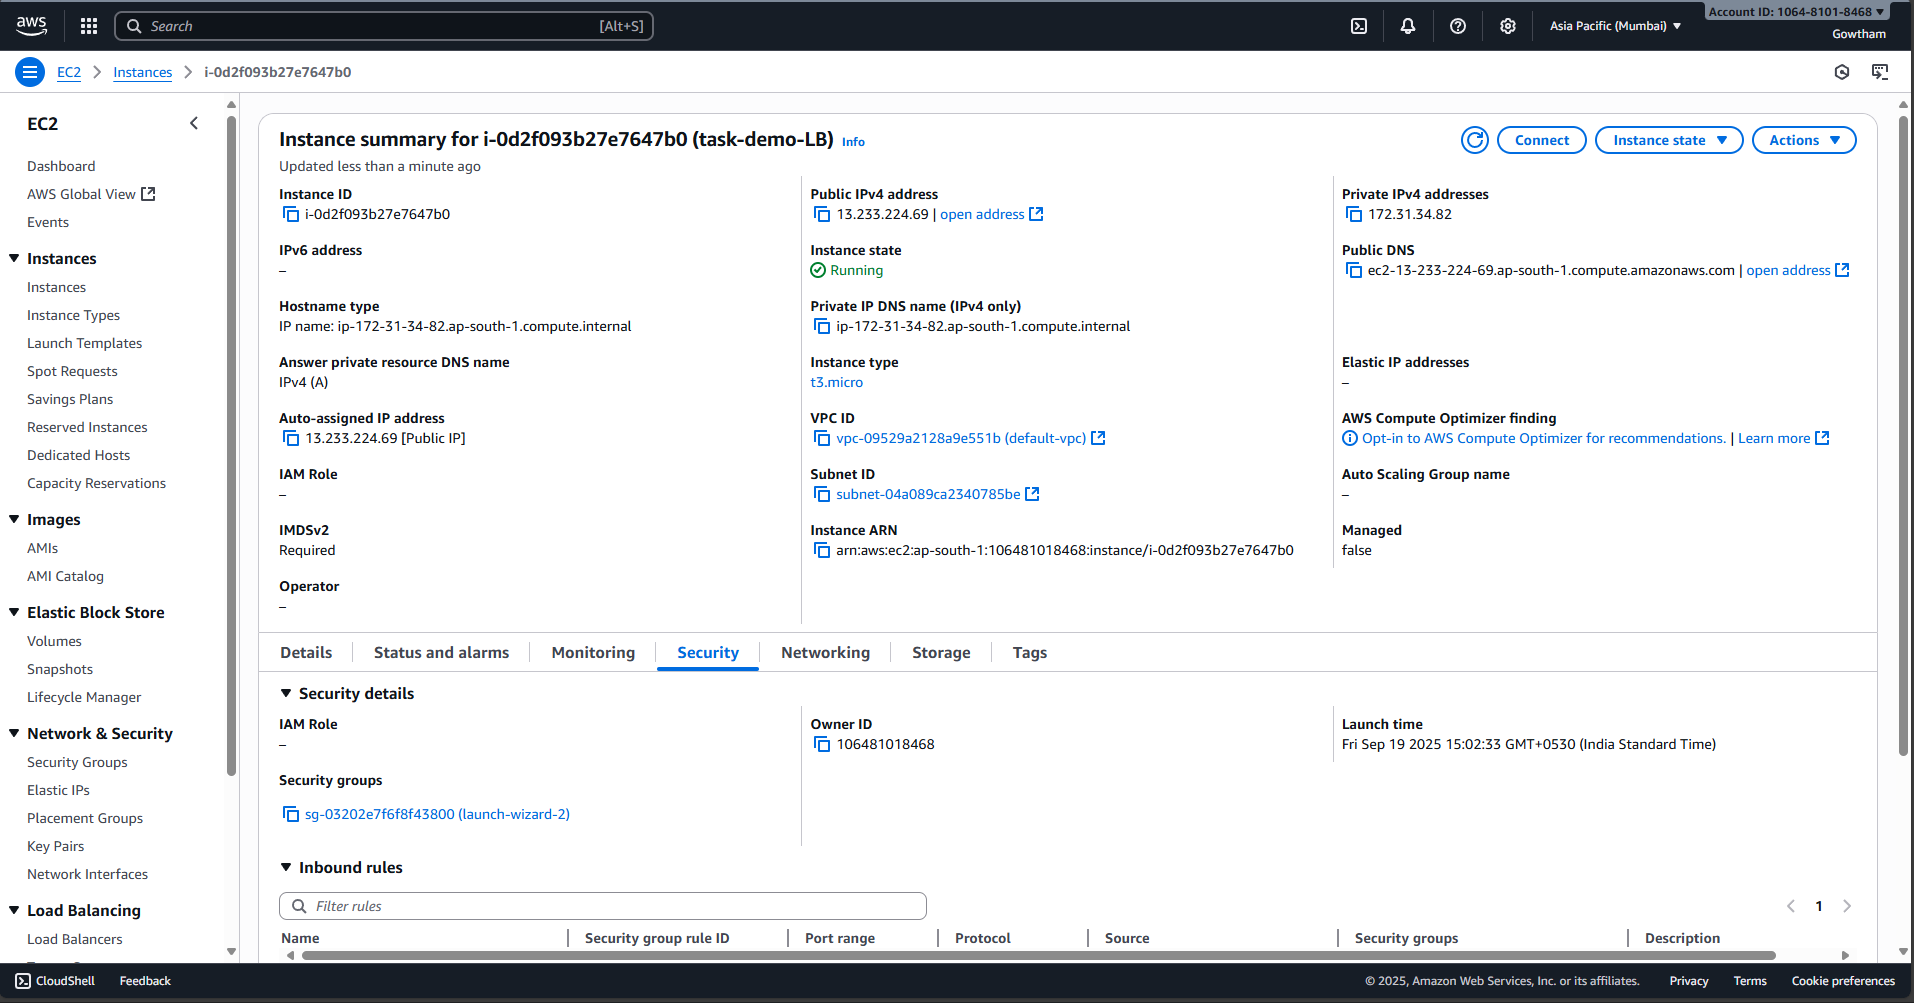 aws
Search [Alt+S]
Asia Pacific (Mumbai)
Account ID: 1064-8101-8468
Gowtham
EC2 Instances i-0d2f093b27e7647b0
EC2
Dashboard
AWS Global View
Events
Instances
Instances
Instance Types
Launch Templates
Spot Requests
Savings Plans
Reserved Instances
Dedicated Hosts
Capacity Reservations
Images
AMIs
AMI Catalog
Elastic Block Store
Volumes
Snapshots
Lifecycle Manager
Network & Security
Security Groups
Elastic IPs
Placement Groups
Key Pairs
Network Interfaces
Load Balancing
Load Balancers
Instance summary for i-0d2f093b27e7647b0 (task-demo-LB) Info
Updated less than a minute ago
Connect
Instance state
Actions
Instance ID
i-0d2f093b27e7647b0
Public IPv4 address
13.233.224.69 | open address
Private IPv4 addresses
172.31.34.82
IPv6 address
–
Instance state
Running
Public DNS
ec2-13-233-224-69.ap-south-1.compute.amazonaws.com | open address
Hostname type
IP name: ip-172-31-34-82.ap-south-1.compute.internal
Private IP DNS name (IPv4 only)
ip-172-31-34-82.ap-south-1.compute.internal
Answer private resource DNS name
IPv4 (A)
Instance type
t3.micro
Elastic IP addresses
–
Auto-assigned IP address
13.233.224.69 [Public IP]
VPC ID
vpc-09529a2128a9e551b (default-vpc)
AWS Compute Optimizer finding
Opt-in to AWS Compute Optimizer for recommendations. | Learn more
IAM Role
–
Subnet ID
subnet-04a089ca2340785be
Auto Scaling Group name
–
IMDSv2
Required
Instance ARN
arn:aws:ec2:ap-south-1:106481018468:instance/i-0d2f093b27e7647b0
Managed
false
Operator
–
Details Status and alarms Monitoring Security Networking Storage Tags
Security details
IAM Role
–
Owner ID
106481018468
Launch time
Fri Sep 19 2025 15:02:33 GMT+0530 (India Standard Time)
Security groups
sg-03202e7f6f8f43800 (launch-wizard-2)
Inbound rules
Filter rules
1
Name Security group rule ID Port range Protocol Source Security groups Description
CloudShell Feedback
© 2025, Amazon Web Services, Inc. or its affiliates. Privacy Terms Cookie preferences